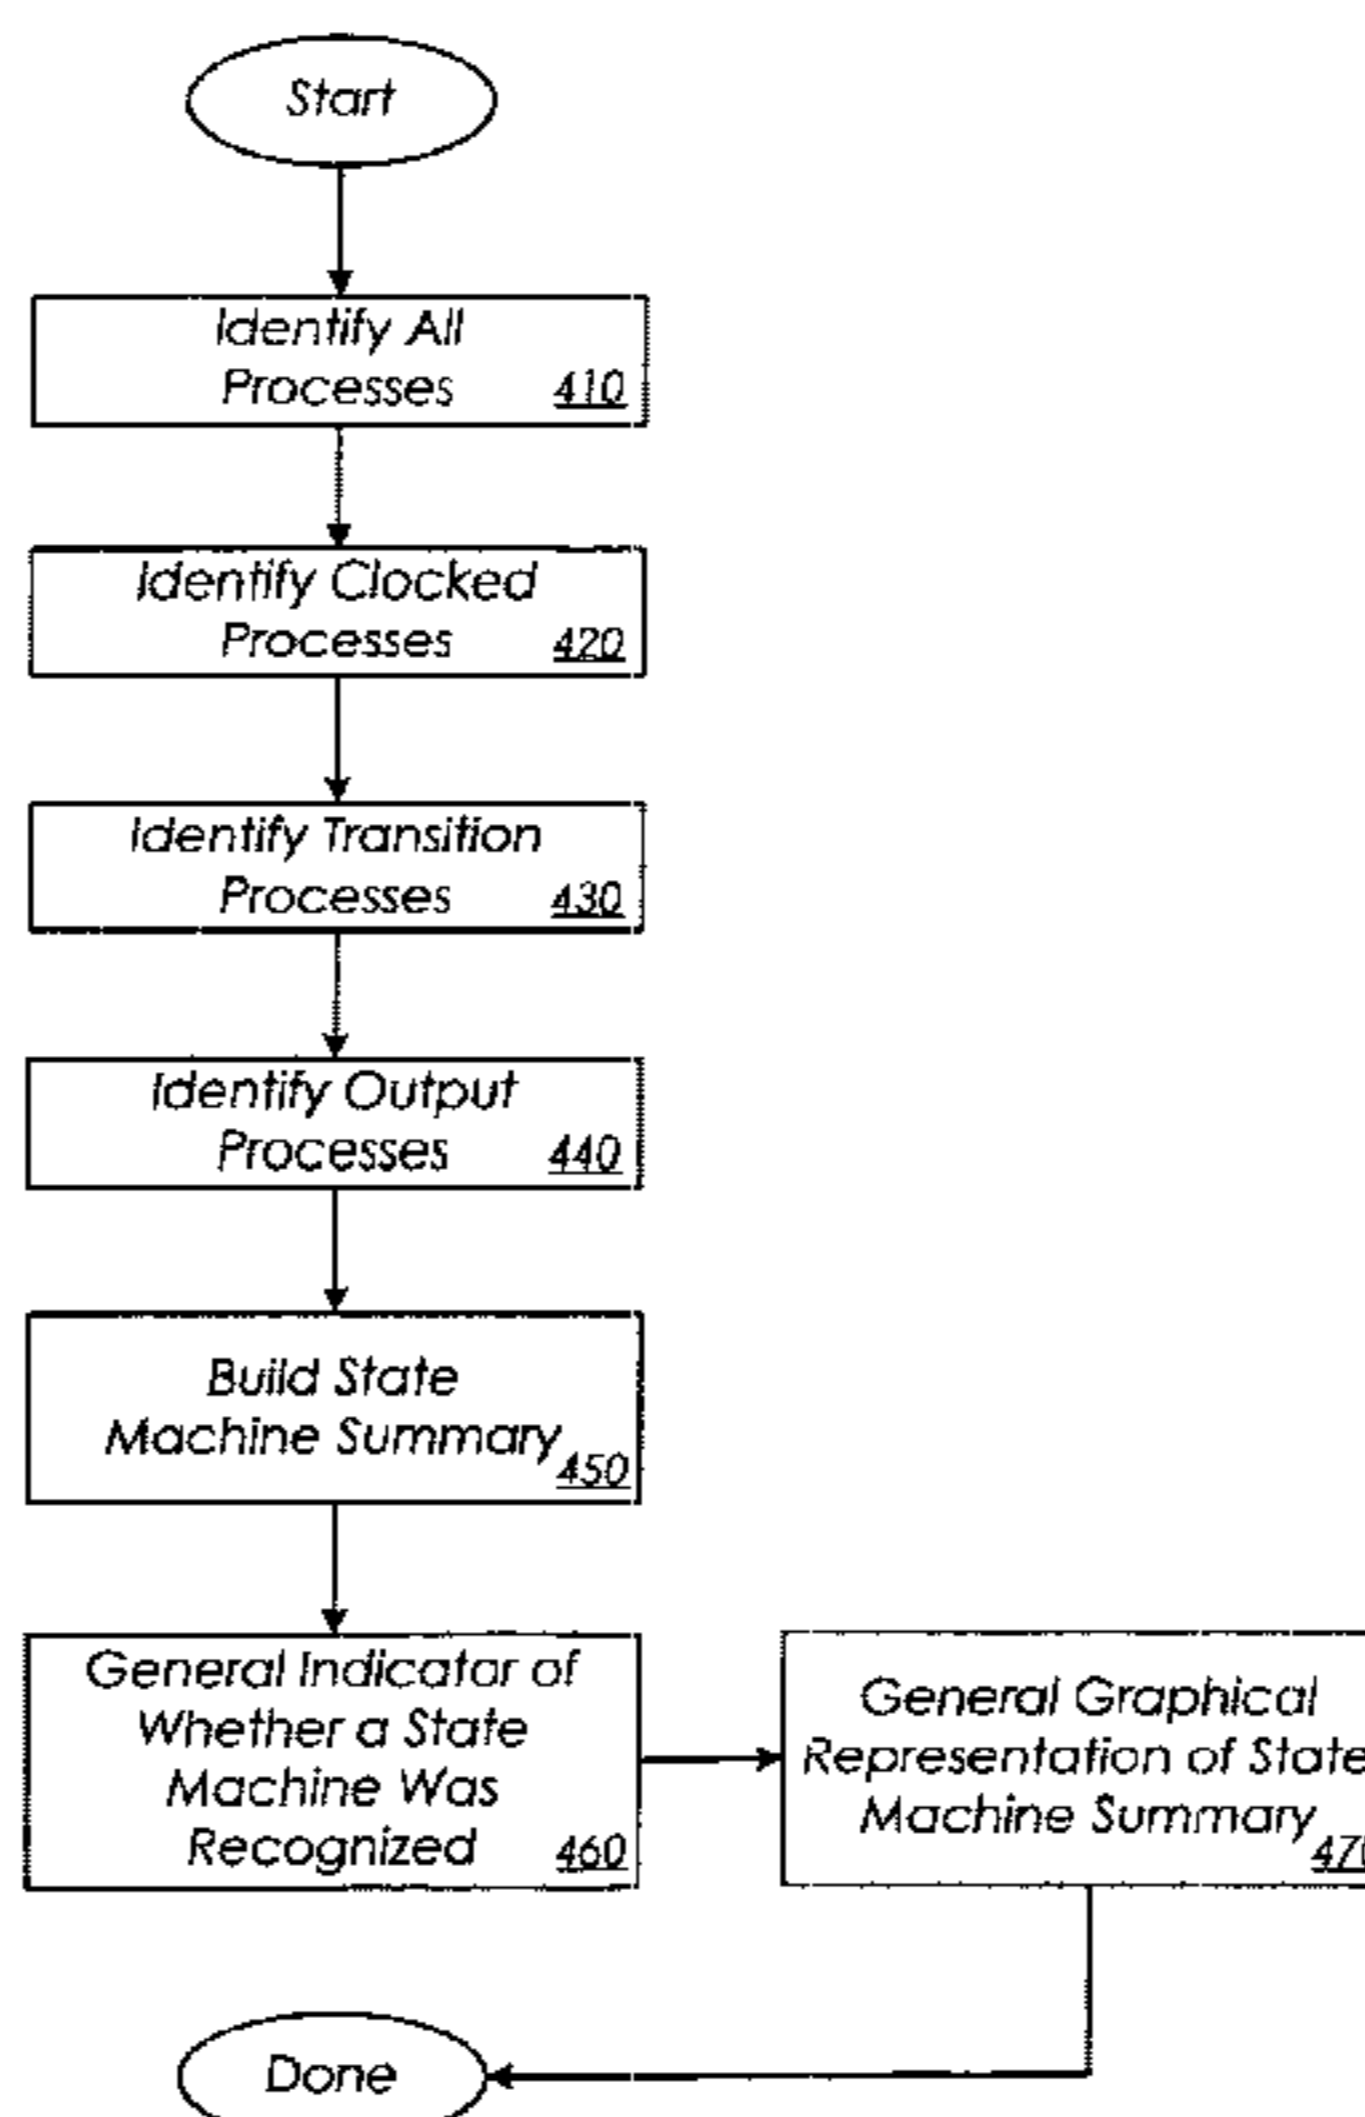 Start
Identify All
Processes 410
Identify Clocked
Processes 420
Identify Transition
Processes 430
Identify Output
Processes 440
Build State
Machine Summary
450
General Indicator of
Whether a State
Machine Was
Recognized 460
General Graphical
Representation of State
Machine Summary
470
Done